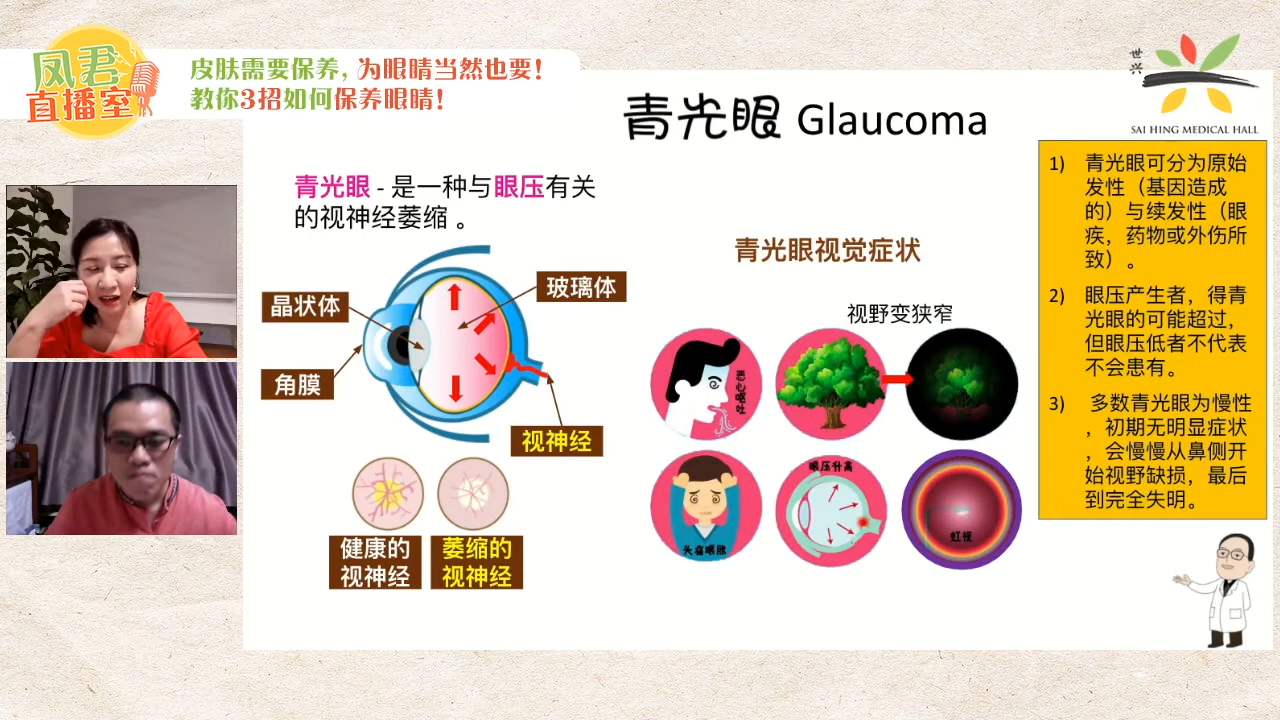 凤君
直播室
皮肤需要保养，为眼睛当然也要！
教你3招如何保养眼睛！
世兴
SAI HING MEDICAL HALL
青光眼 Glaucoma
青光眼 - 是一种与眼压有关
的视神经萎缩 。
晶状体
玻璃体
角膜
视神经
健康的
视神经
萎缩的
视神经
青光眼视觉症状
视野变狭窄
头痛眼胀
眼压升高
虹视
1) 青光眼可分为原始
发性（基因造成
的）与续发性（眼
疾，药物或外伤所
致）。
2) 眼压产生者，得青
光眼的可能超过，
但眼压低者不代表
不会患有。
3) 多数青光眼为慢性
，初期无明显症状
，会慢慢从鼻侧开
始视野缺损，最后
到完全失明。